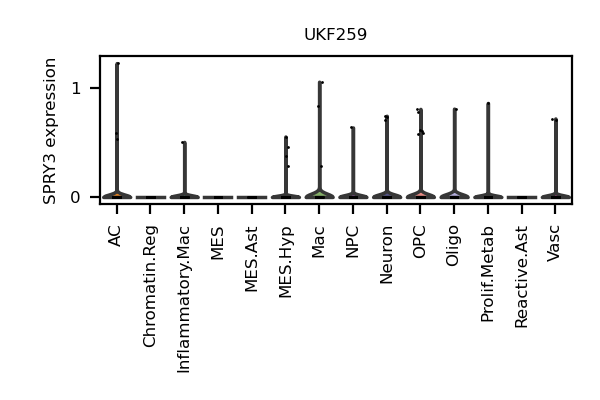 UKF259
SPRY3 expression
1
0
AC
Chromatin.Reg
Inflammatory.Mac
MES
MES.Ast
MES.Hyp
Mac
NPC
Neuron
OPC
Oligo
Prolif.Metab
Reactive.Ast
Vasc